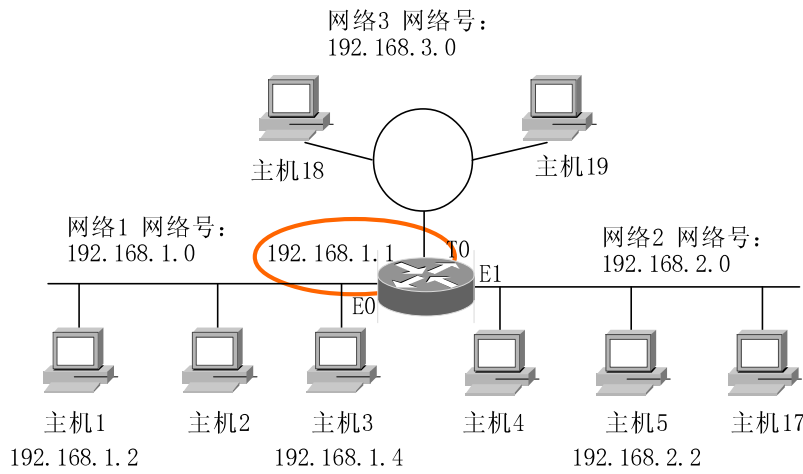 网络3 网络号:
192.168.3.0
主机18
主机19
网络1 网络号:
192.168.1.0
192.168.1.1
T0
网络2 网络号:
192.168.2.0
E1
E0
主机1
主机2
主机3
主机4
主机5
主机17
192.168.1.2
192.168.1.4
192.168.2.2